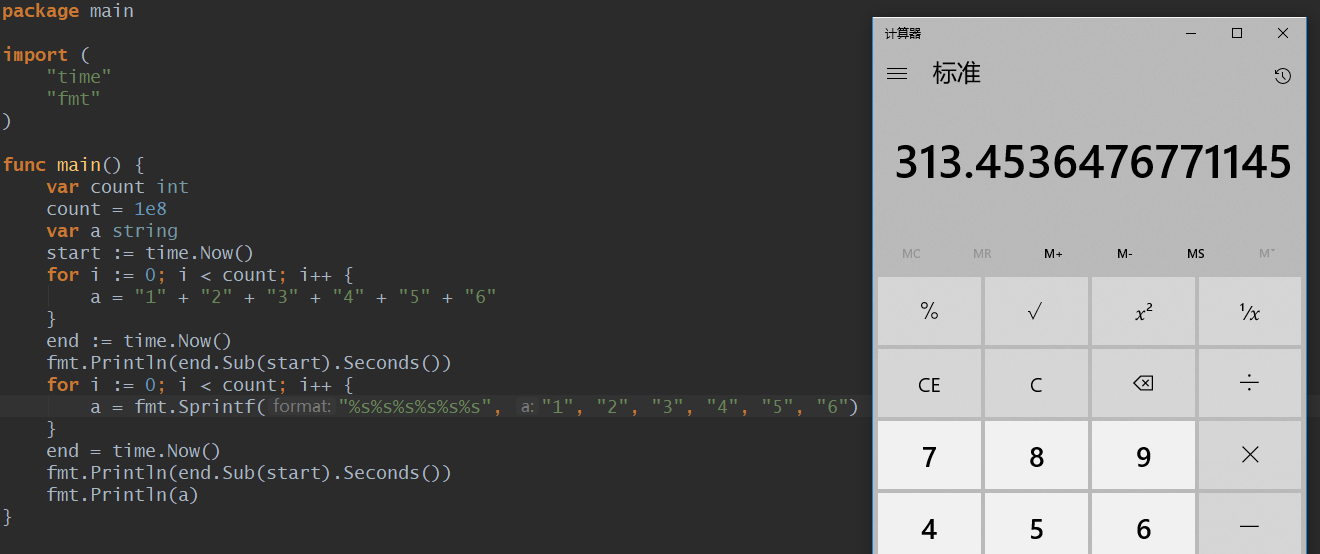 package main
import (
"time"
"fmt"
)
func main() {
var count int
count = 1e8
var a string
start := time.Now()
for i := 0; i < count; i++ {
a = "1" + "2" + "3" + "4" + "5" + "6"
}
end := time.Now()
fmt.Println(end.Sub(start).Seconds())
for i := 0; i < count; i++ {
a = fmt.Sprintf( format: "%s%s%s%s%s%s", a: "1", "2", "3", "4", "5", "6")
}
end = time.Now()
fmt.Println(end.Sub(start).Seconds())
fmt.Println(a)
}
计算器
标准
313.4536476771145
MC MR M+ M- MS M˅
% √ x² ¹/x
CE C ÷
7 8 9 ×
4 5 6 −